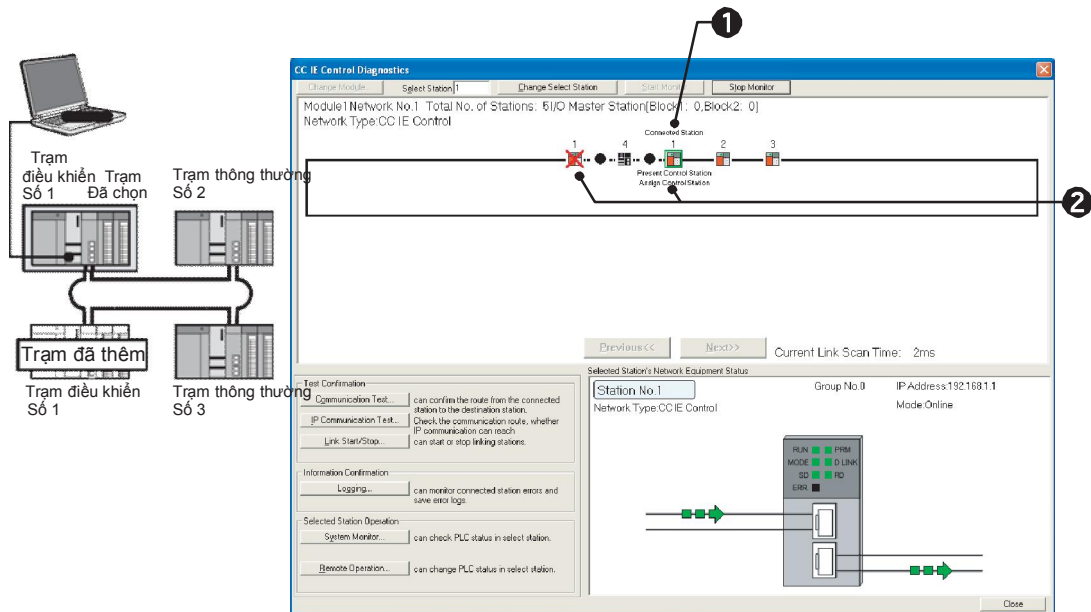 ❶
❷
Trạm
điều khiển Trạm
Số 1 Đã chọn
Trạm thông thường
Số 2
Trạm đã thêm
Trạm điều khiển
Số 1
Trạm thông thường
Số 3
CC IE Control Diagnostics
Change Module... Select Station 1 Change Select Station Start Monitor Stop Monitor
Module1 Network No.1 Total No. of Stations: 5I/O Master Station[Block1: 0,Block2: 0]
Network Type:CC IE Control
Connected Station
1 4 1 2 3
Present Control Station
Assign Control Station
Previous<< Next>> Current Link Scan Time: 2ms
Test Confirmation
Communication Test... can confirm the route from the connected
station to the destination station.
IP Communication Test... Check the communication route, whether
IP communication can reach
Link Start/Stop... can start or stop linking stations.
Information Confirmation
Logging... can monitor connected station errors and
save error logs.
Selected Station Operation
System Monitor... can check PLC status in select station.
Remote Operation... can change PLC status in select station.
Selected Station's Network Equipment Status
Station No.1 Group No.0 IP Address:192.168.1.1
Network Type:CC IE Control Mode:Online
RUN PRM
MODE D LINK
SD RD
ERR.
Close